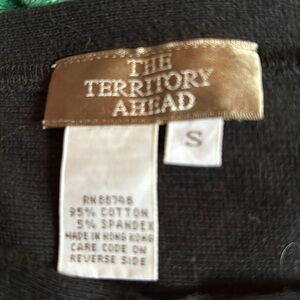 THE
TERRITORY
AHEAD
S
RN88748
95% COTTON
5% SPANDEX
MADE IN HONG KONG
CARE CODE ON
REVERSE SIDE